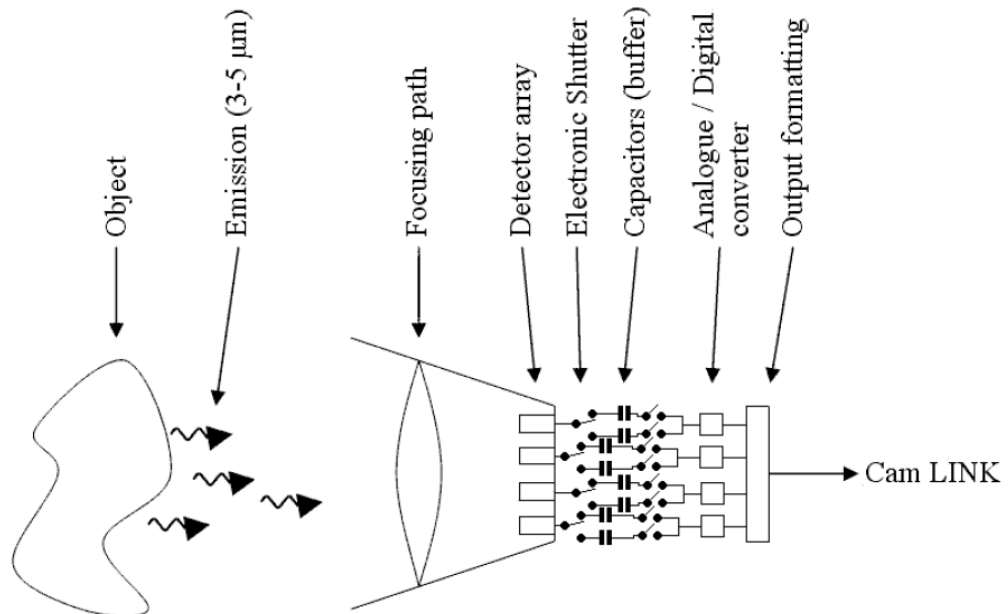 Object
Emission (3-5 µm)
Focusing path
Detector array
Electronic Shutter
Capacitors (buffer)
Analogue / Digital
converter
Output formatting
Cam LINK